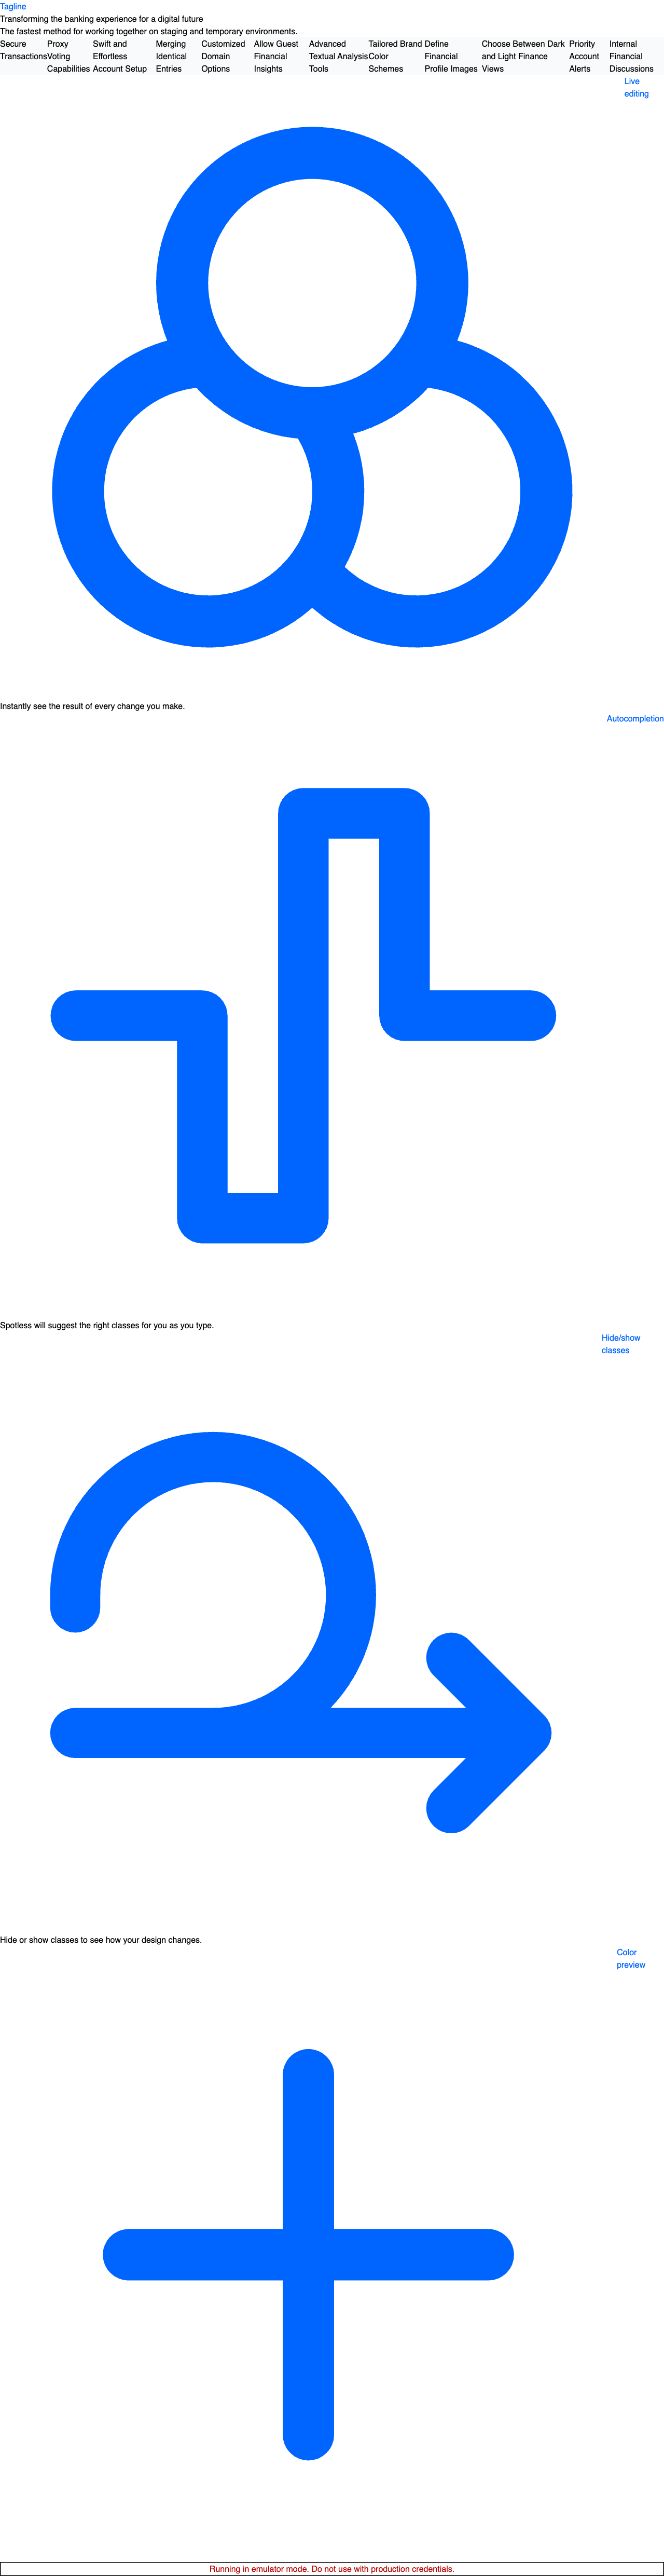 Tagline
Transforming the banking experience for a digital future
The fastest method for working together on staging and temporary environments.
Secure
Transactions
Proxy
Voting
Capabilities
Swift and
Effortless
Account Setup
Merging
Identical
Entries
Customized
Domain
Options
Allow Guest
Financial
Insights
Advanced
Textual Analysis
Tools
Tailored Brand
Color
Schemes
Define
Financial
Profile Images
Choose Between Dark
and Light Finance
Views
Priority
Account
Alerts
Internal
Financial
Discussions
Live
editing
Instantly see the result of every change you make.
Autocompletion
Spotless will suggest the right classes for you as you type.
Hide/show
classes
Hide or show classes to see how your design changes.
Color
preview
Running in emulator mode. Do not use with production credentials.